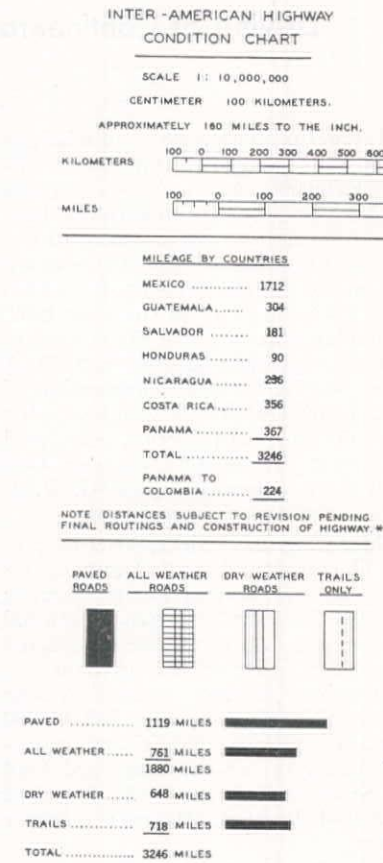 INTER-AMERICAN HIGHWAY
CONDITION CHART
SCALE 1: 10,000,000
CENTIMETER 100 KILOMETERS.
APPROXIMATELY 160 MILES TO THE INCH.
KILOMETERS 100 0 100 200 300 400 500 600
MILES 100 0 100 200 300
MILEAGE BY COUNTRIES
MEXICO ............ 1712
GUATEMALA....... 304
SALVADOR ........ 181
HONDURAS ........ 90
NICARAGUA ....... 236
COSTA RICA....... 356
PANAMA ........... 367
TOTAL ............ 3246
PANAMA TO
COLOMBIA ......... 224
NOTE DISTANCES SUBJECT TO REVISION PENDING
FINAL ROUTINGS AND CONSTRUCTION OF HIGHWAY.*
PAVED ALL WEATHER DRY WEATHER TRAILS
ROADS ROADS ROADS ONLY
PAVED ............. 1119 MILES
ALL WEATHER ...... 761 MILES
1880 MILES
DRY WEATHER...... 648 MILES
TRAILS ............. 718 MILES
TOTAL .............. 3246 MILES